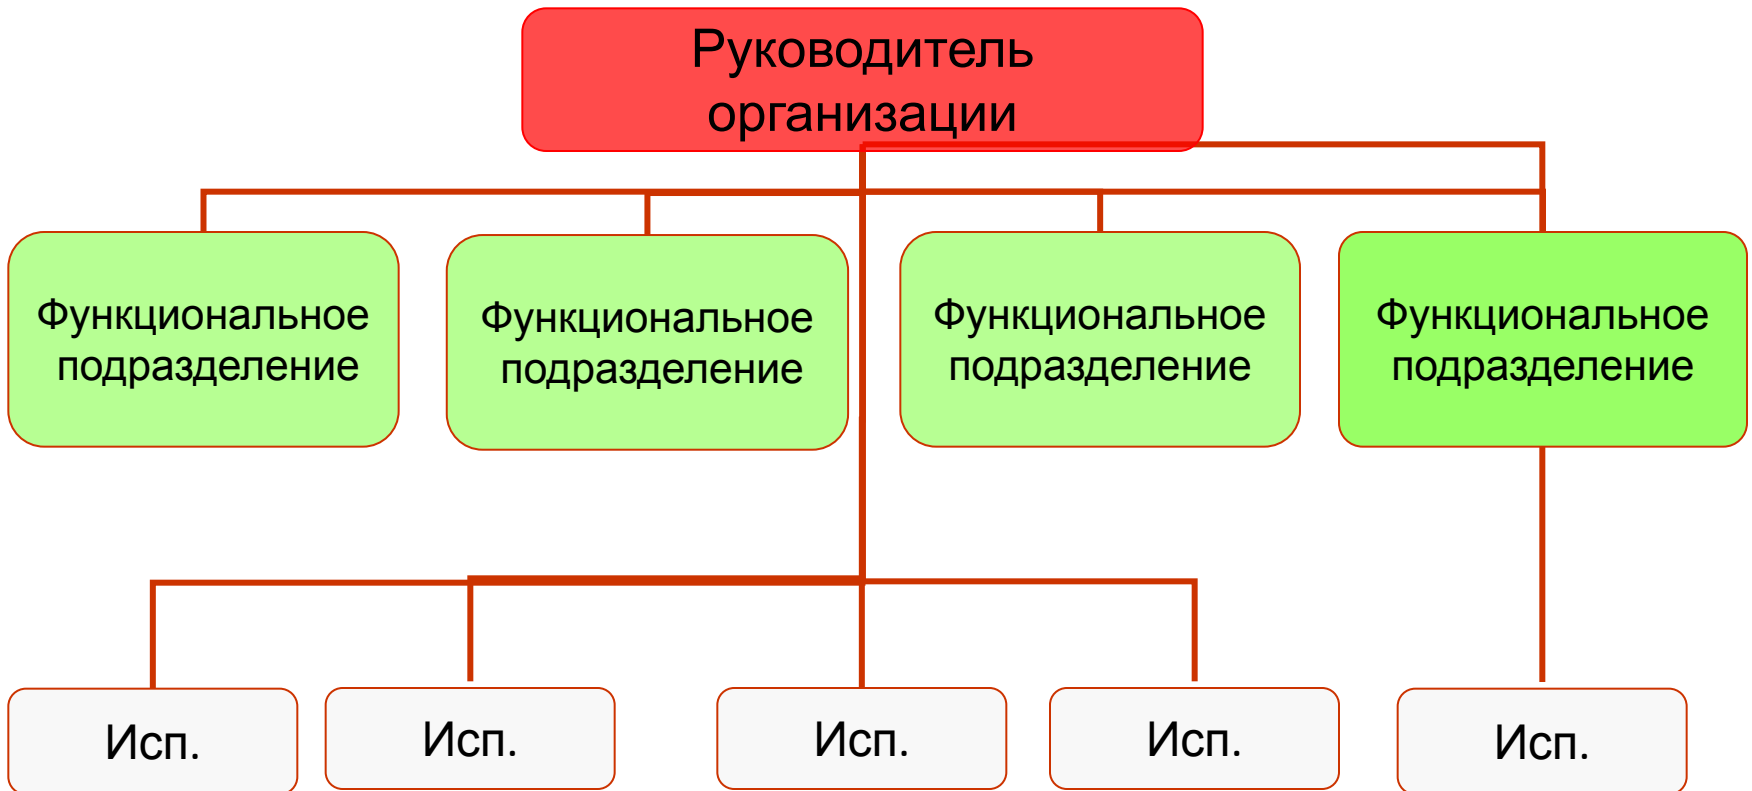 Руководитель
организации
Функциональное
подразделение
Функциональное
подразделение
Функциональное
подразделение
Функциональное
подразделение
Исп.
Исп.
Исп.
Исп.
Исп.